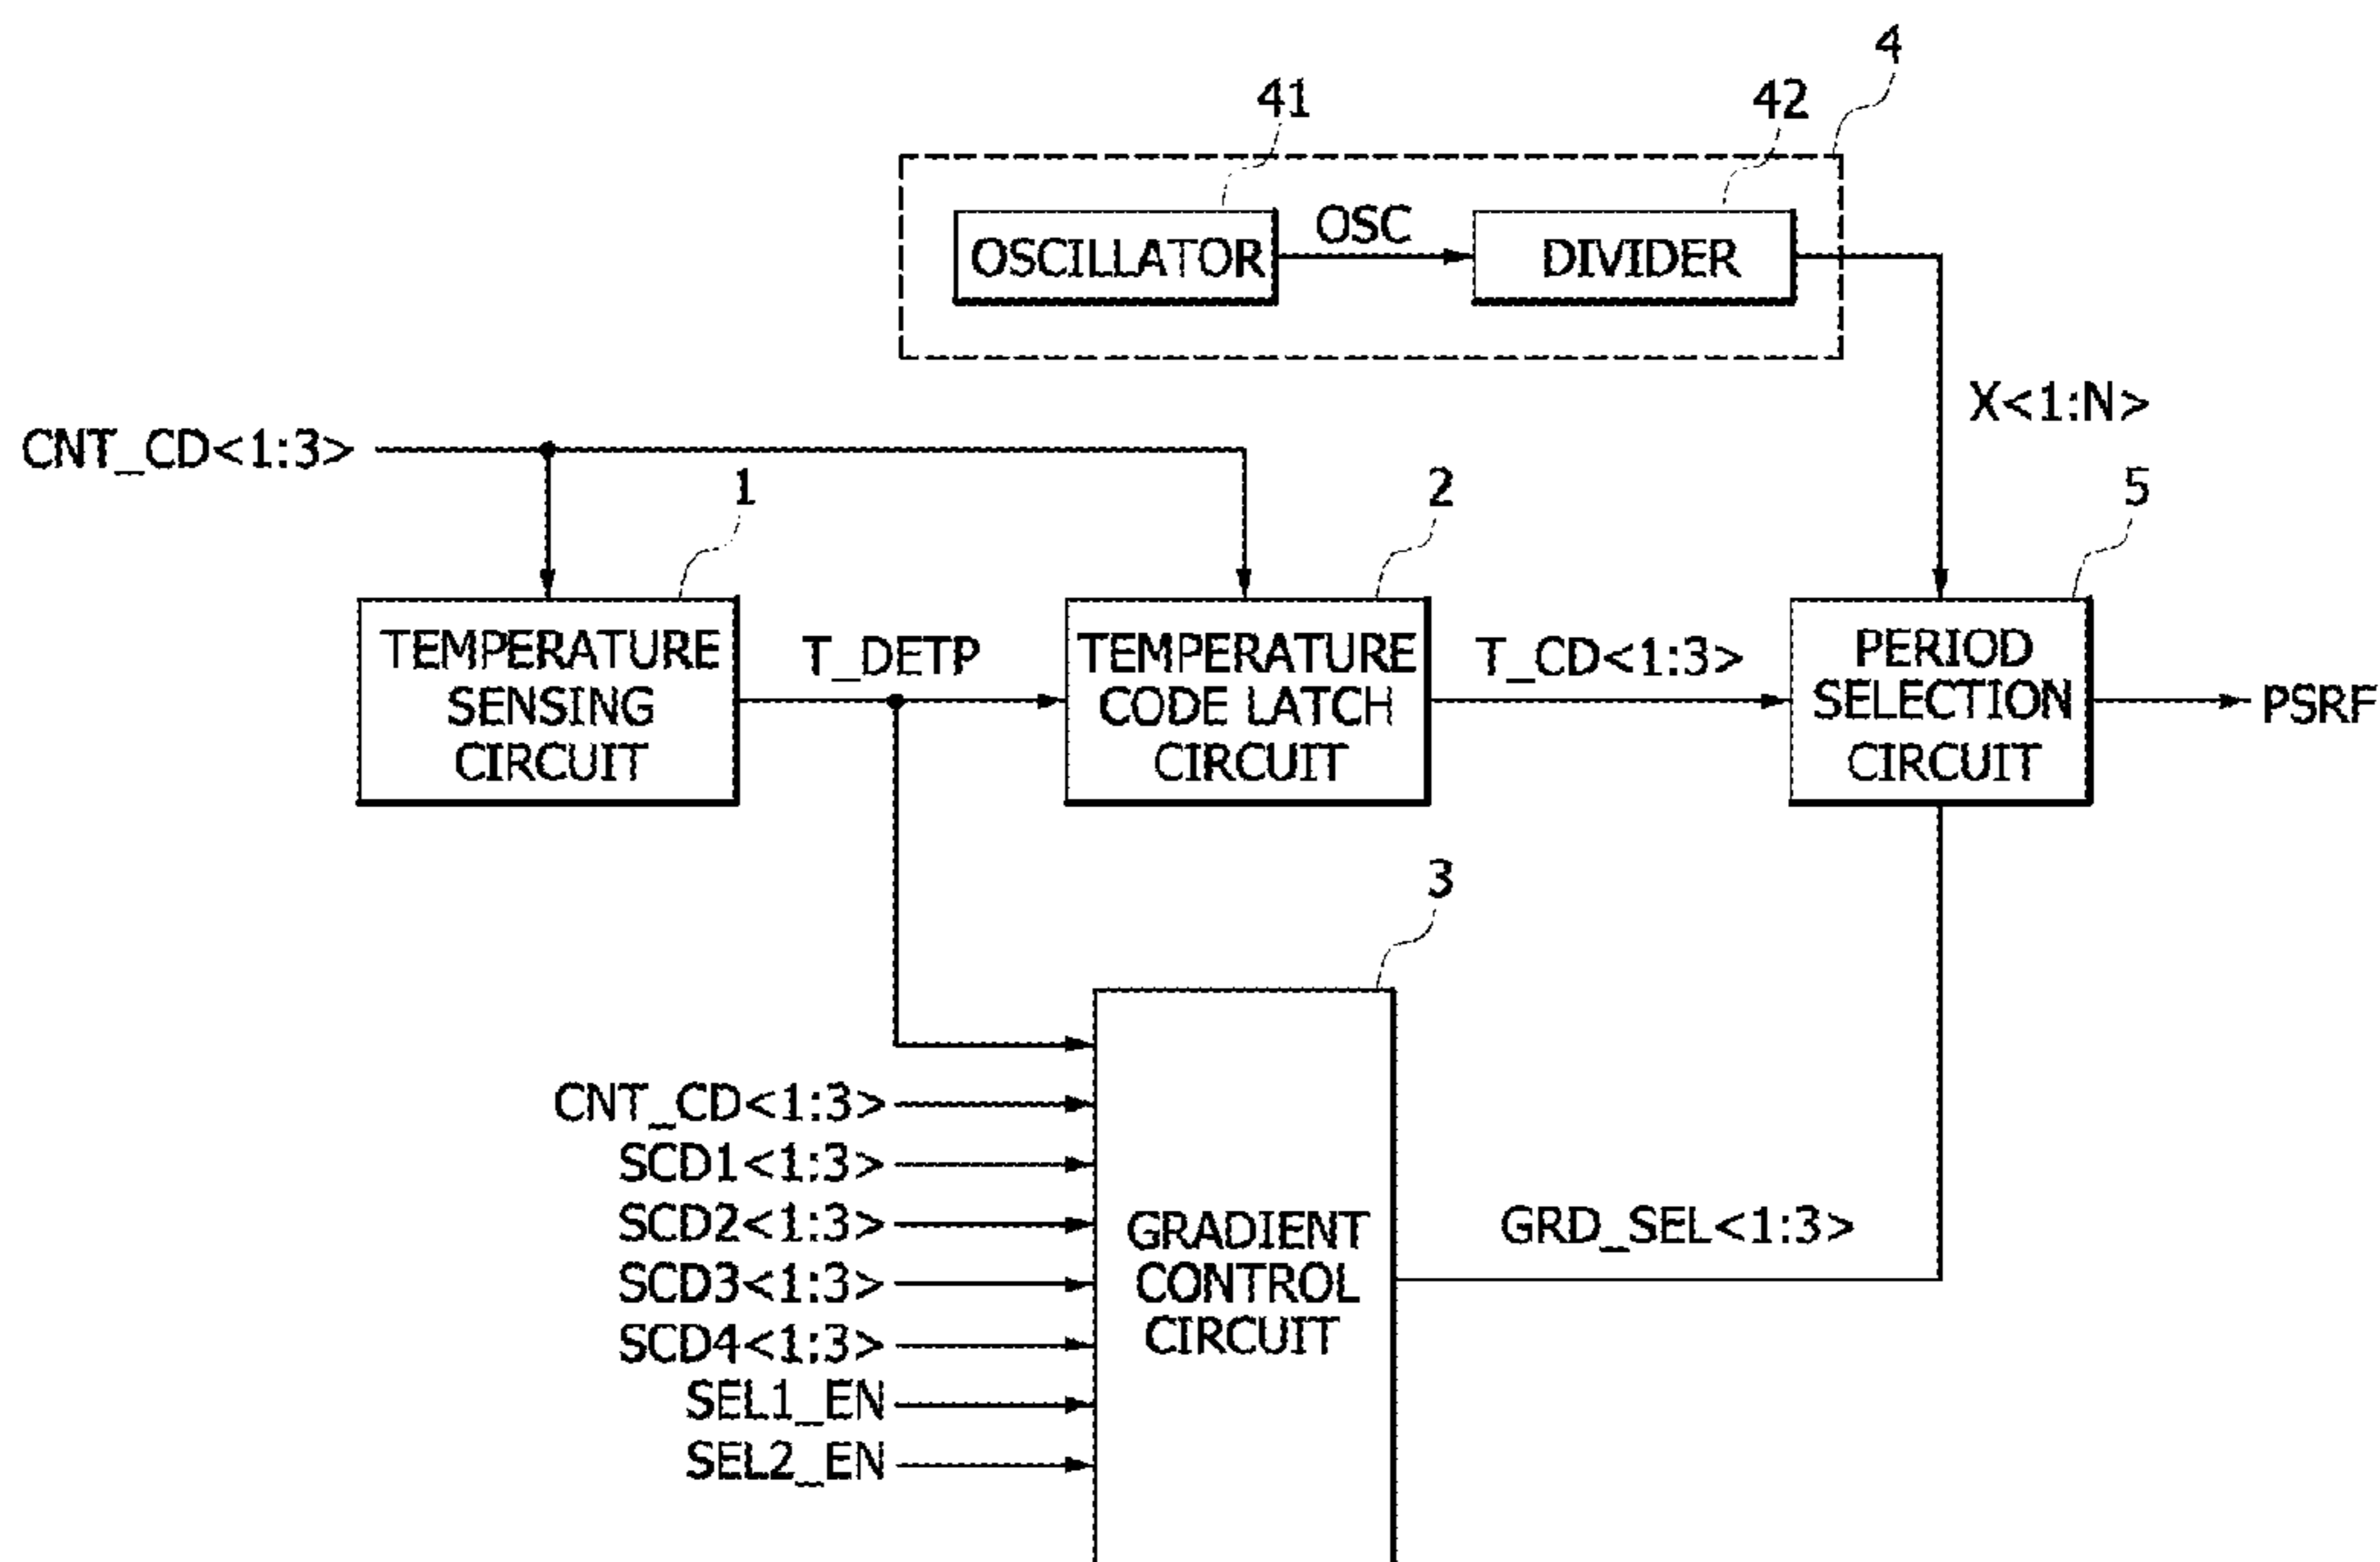 4
41
42
OSCILLATOR
OSC
DIVIDER
X<1:N>
CNT_CD<1:3>
1
2
5
TEMPERATURE
SENSING
CIRCUIT
T_DETP
TEMPERATURE
CODE LATCH
CIRCUIT
T_CD<1:3>
PERIOD
SELECTION
CIRCUIT
PSRF
3
CNT_CD<1:3>
SCD1<1:3>
SCD2<1:3>
SCD3<1:3>
SCD4<1:3>
SEL1_EN
SEL2_EN
GRADIENT
CONTROL
CIRCUIT
GRD_SEL<1:3>